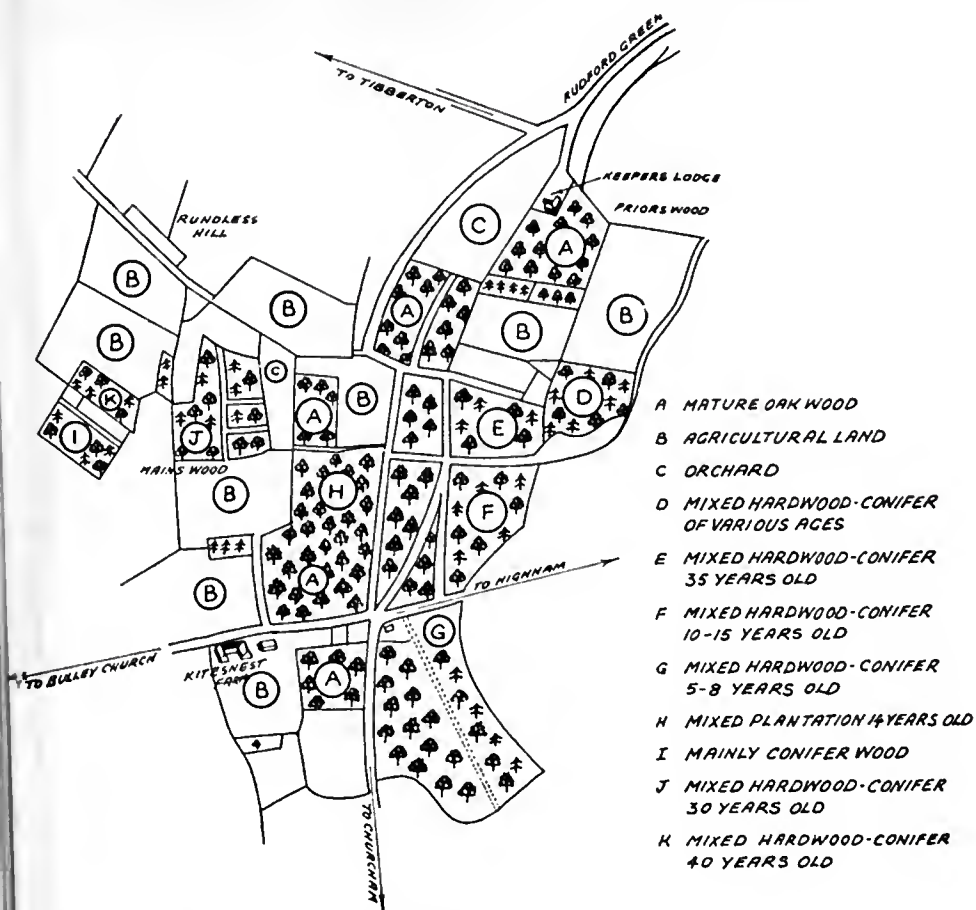 RUDFORD GREEN
TO TIBBERTON
KEEPERS LODGE
PRIORS WOOD
RUNDLESS
HILL
C
A
B
B
B
A
B
B
K
I
J
C
A
B
E
D
MAINS WOOD
B
H
F
A
B
TO HIGHNAM
G
TO BULLEY CHURCH
KITESNEST
FARM
B
A
TO CHURCHAM
A MATURE OAK WOOD
B AGRICULTURAL LAND
C ORCHARD
D MIXED HARDWOOD-CONIFER
OF VARIOUS AGES
E MIXED HARDWOOD-CONIFER
35 YEARS OLD
F MIXED HARDWOOD-CONIFER
10-15 YEARS OLD
G MIXED HARDWOOD-CONIFER
5-8 YEARS OLD
H MIXED PLANTATION 14 YEARS OLD
I MAINLY CONIFER WOOD
J MIXED HARDWOOD-CONIFER
30 YEARS OLD
K MIXED HARDWOOD-CONIFER
40 YEARS OLD